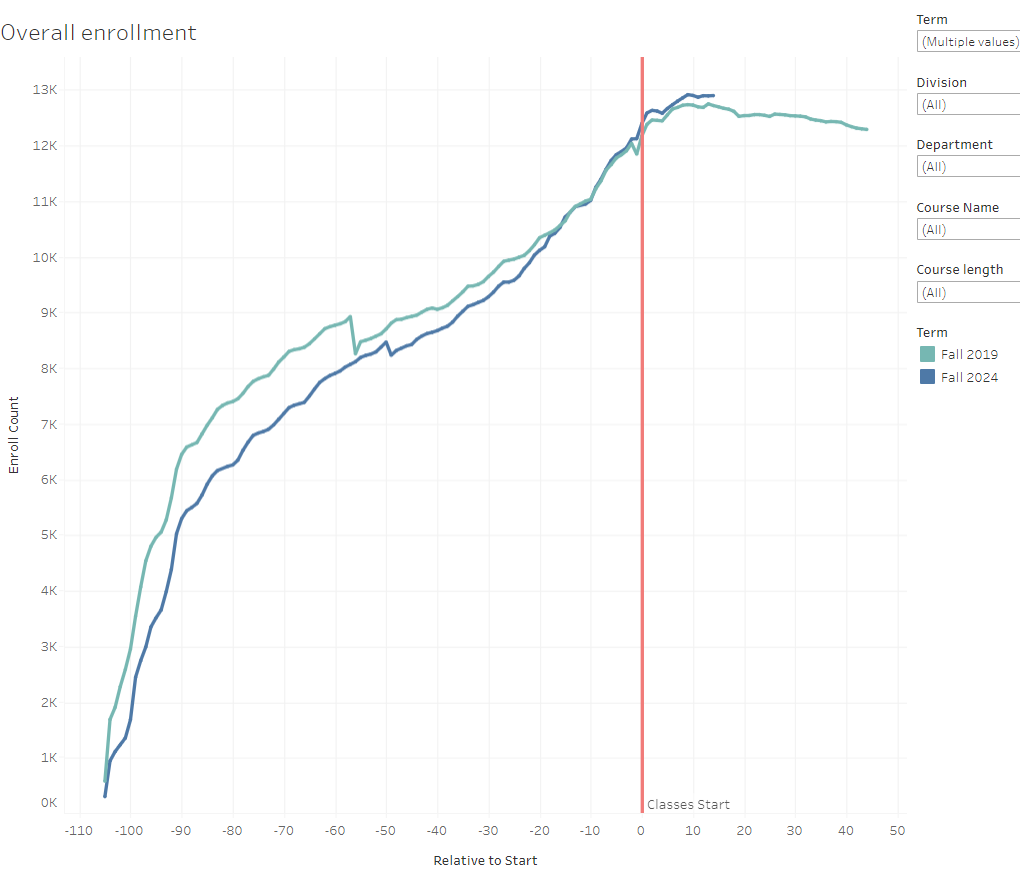 Overall enrollment
Term
(Multiple values)
Division
(All)
Department
(All)
Course Name
(All)
Course length
(All)
Term
Fall 2019
Fall 2024
Enroll Count
13K
12K
11K
10K
9K
8K
7K
6K
5K
4K
3K
2K
1K
0K
Classes Start
-110 -100 -90 -80 -70 -60 -50 -40 -30 -20 -10 0 10 20 30 40 50
Relative to Start